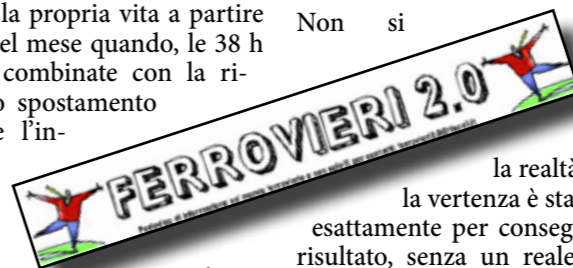 la propria vita a partire
el mese quando, le 38 h
combinate con la ri-
o spostamento
e l'in-
FERROVIERI 2.0
Non si
la realtà
la vertenza è sta
esattamente per conseg
risultato, senza un reale